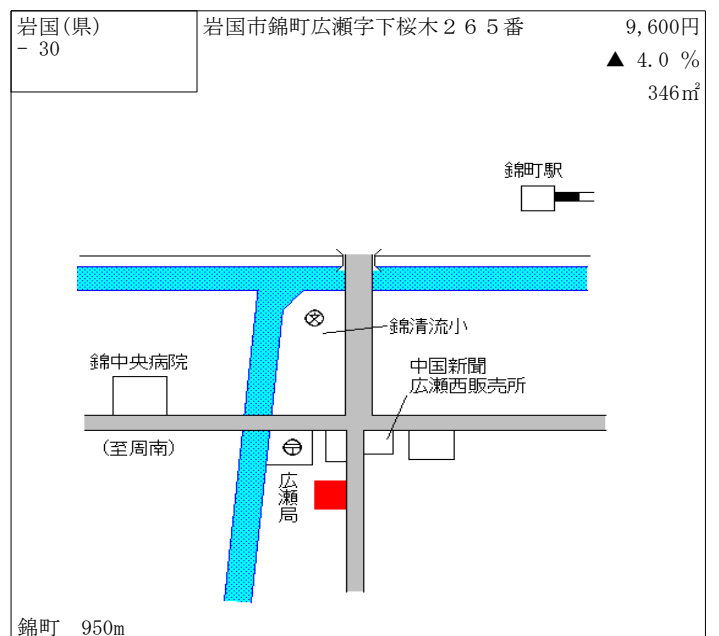 岩国(県)
- 30
岩国市錦町広瀬字下桜木２６５番
9,600円
▲ 4.0 %
346㎡
錦町駅
錦清流小
錦中央病院
中国新聞
広瀬西販売所
(至周南)
広瀬局
錦町　950m